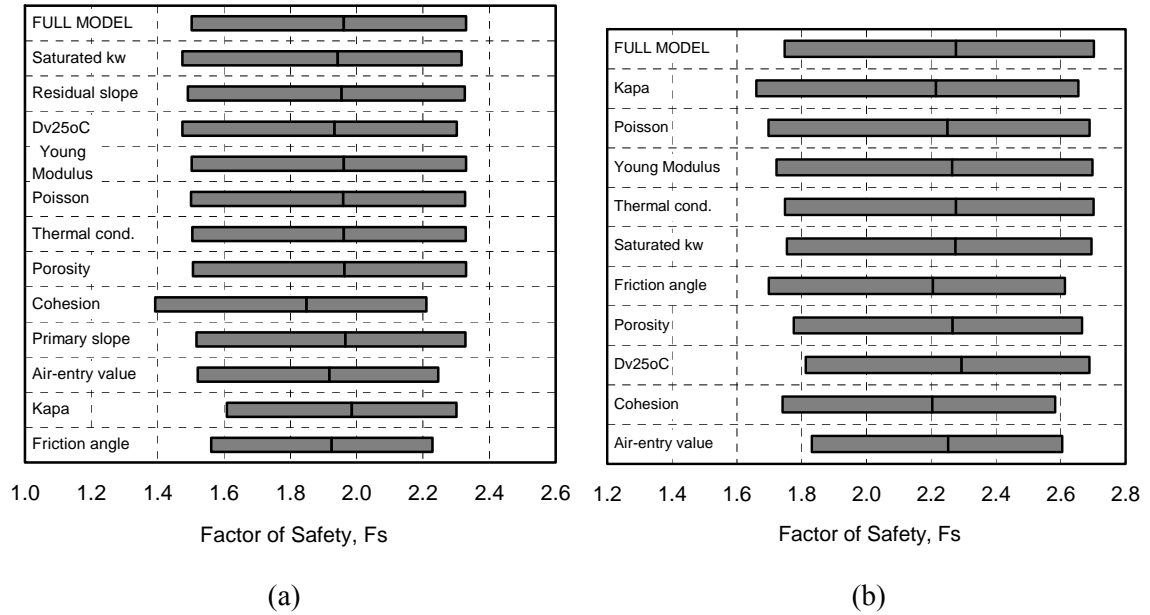 FULL MODEL
Saturated kw
Residual slope
Dv25oC
Young
Modulus
Poisson
Thermal cond.
Porosity
Cohesion
Primary slope
Air-entry value
Kapa
Friction angle
1.0 1.2 1.4 1.6 1.8 2.0 2.2 2.4 2.6
Factor of Safety, Fs
(a)
FULL MODEL
Kapa
Poisson
Young Modulus
Thermal cond.
Saturated kw
Friction angle
Porosity
Dv25oC
Cohesion
Air-entry value
1.2 1.4 1.6 1.8 2.0 2.2 2.4 2.6 2.8
Factor of Safety, Fs
(b)